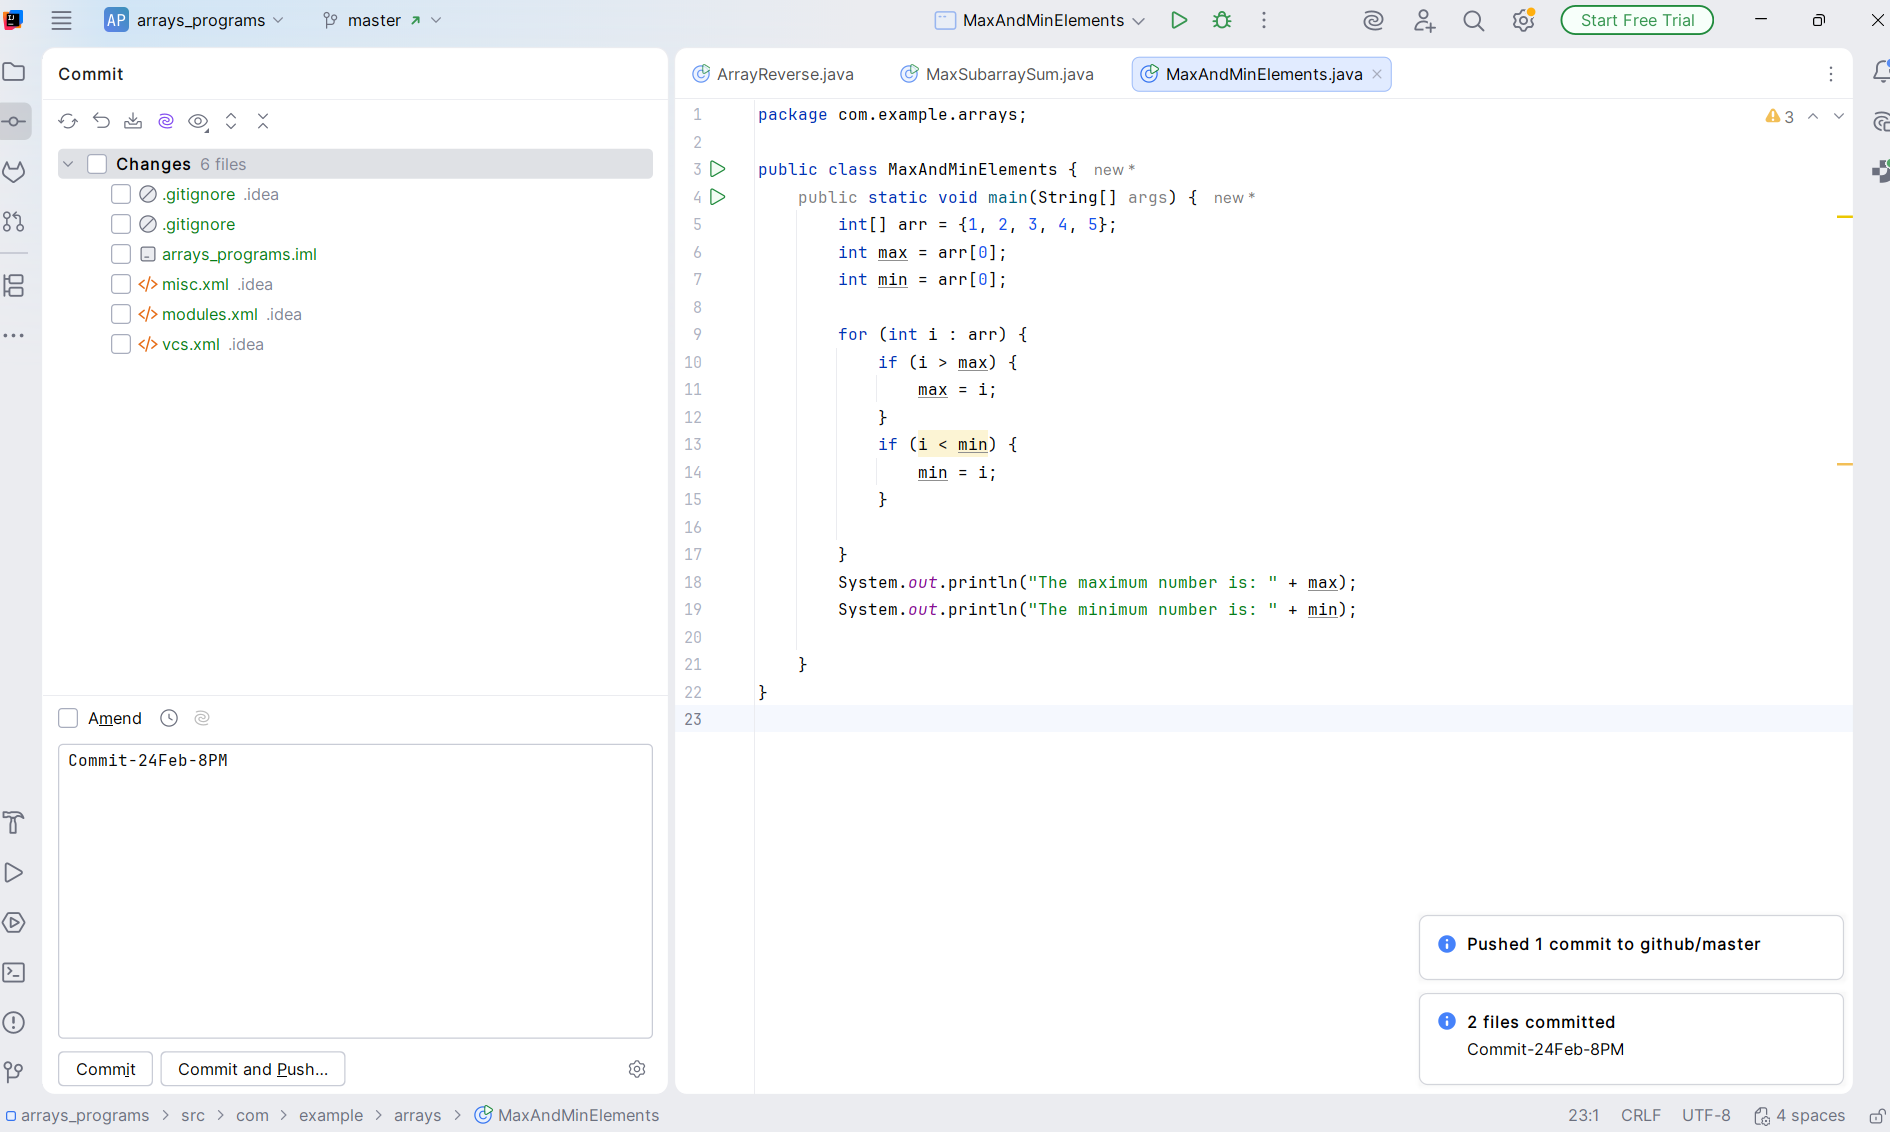 AP arrays_programs master MaxAndMinElements Start Free Trial
Commit
Changes 6 files
.gitignore .idea
.gitignore
arrays_programs.iml
misc.xml .idea
modules.xml .idea
vcs.xml .idea
Amend
Commit-24Feb-8PM
Commit Commit and Push...
ArrayReverse.java MaxSubarraySum.java MaxAndMinElements.java
3
1 package com.example.arrays;
2
3 public class MaxAndMinElements { new *
4 public static void main(String[] args) { new *
5 int[] arr = {1, 2, 3, 4, 5};
6 int max = arr[0];
7 int min = arr[0];
8
9 for (int i : arr) {
10 if (i > max) {
11 max = i;
12 }
13 if (i < min) {
14 min = i;
15 }
16
17 }
18 System.out.println("The maximum number is: " + max);
19 System.out.println("The minimum number is: " + min);
20
21 }
22 }
23
Pushed 1 commit to github/master
2 files committed
Commit-24Feb-8PM
arrays_programs > src > com > example > arrays > MaxAndMinElements 23:1 CRLF UTF-8 4 spaces